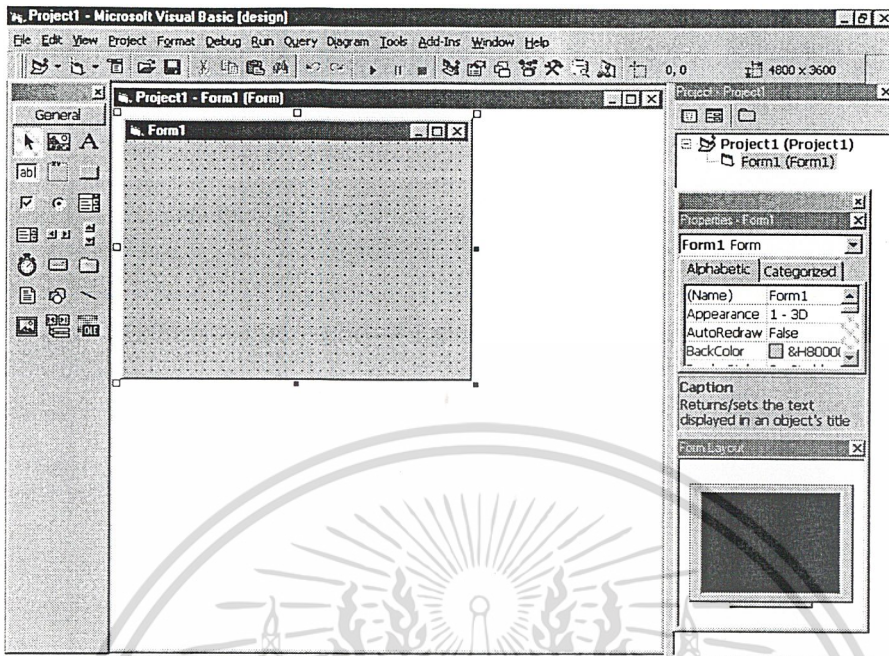 Project1 - Microsoft Visual Basic [design]
File Edit View Project Format Debug Run Query Diagram Tools Add-Ins Window Help
0, 0 4800 x 3600
General
A
ab|
OLE
Project1 - Form1 (Form)
Form1
Project - Project1
Project1 (Project1)
Form1 (Form1)
Properties - Form1
Form1 Form
Alphabetic Categorized
(Name) Form1
Appearance 1 - 3D
AutoRedraw False
BackColor &H8000
Caption
Returns/sets the text
displayed in an object's title
Form Layout